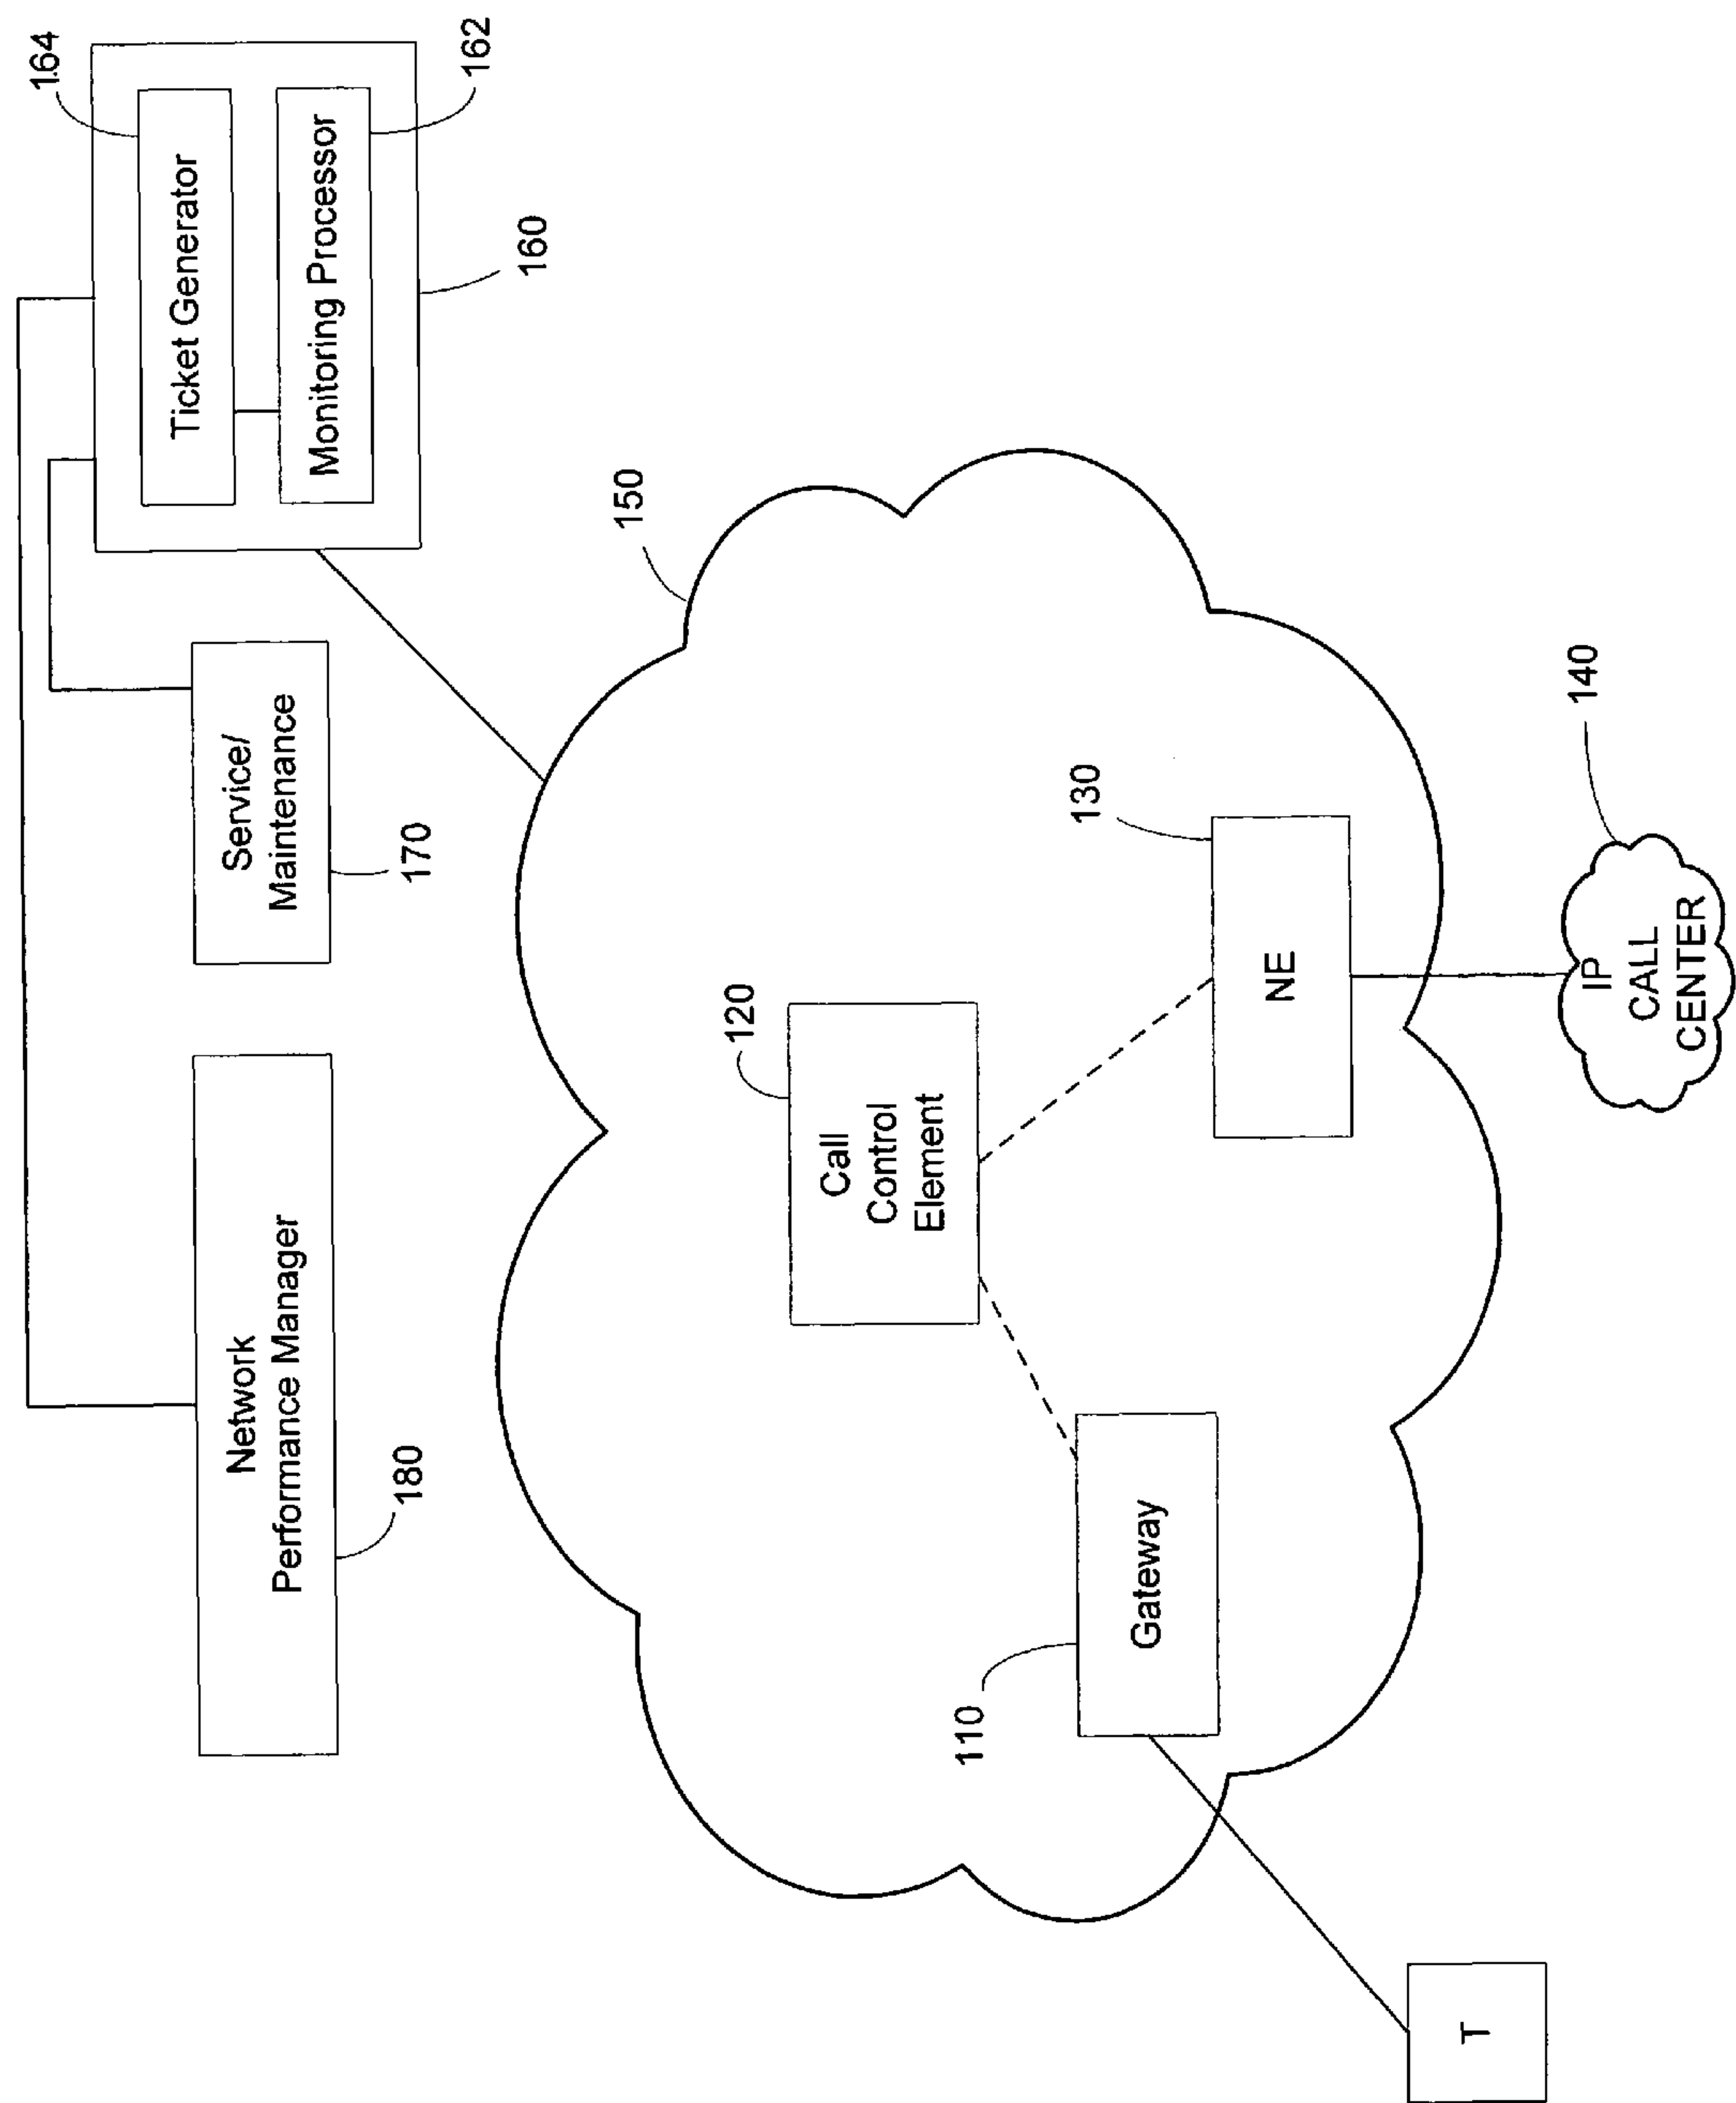 Network
Performance Manager
180
Service/
Maintenance
170
164
Ticket Generator
Monitoring Processor
162
160
150
120
Call
Control
Element
130
NE
110
Gateway
140
IP
CALL
CENTER
T